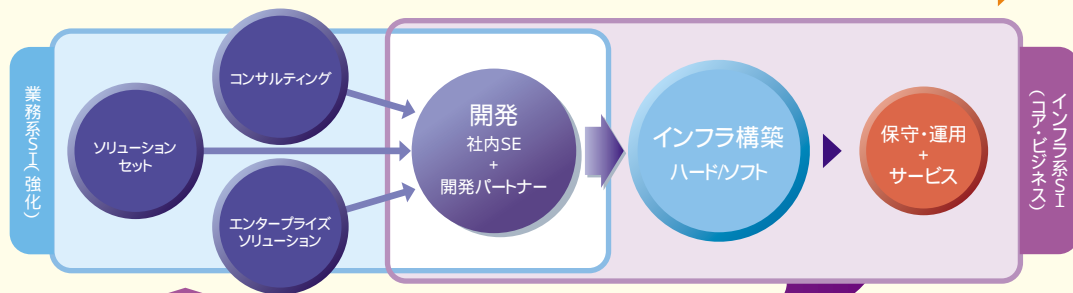 業務系SI(強化)
コンサルティング
ソリューション
セット
エンタープライズ
ソリューション
開発
社内SE
+
開発パートナー
インフラ構築
ハード/ソフト
保守・運用
+
サービス
インフラ系SI
(コア・ビジネス)